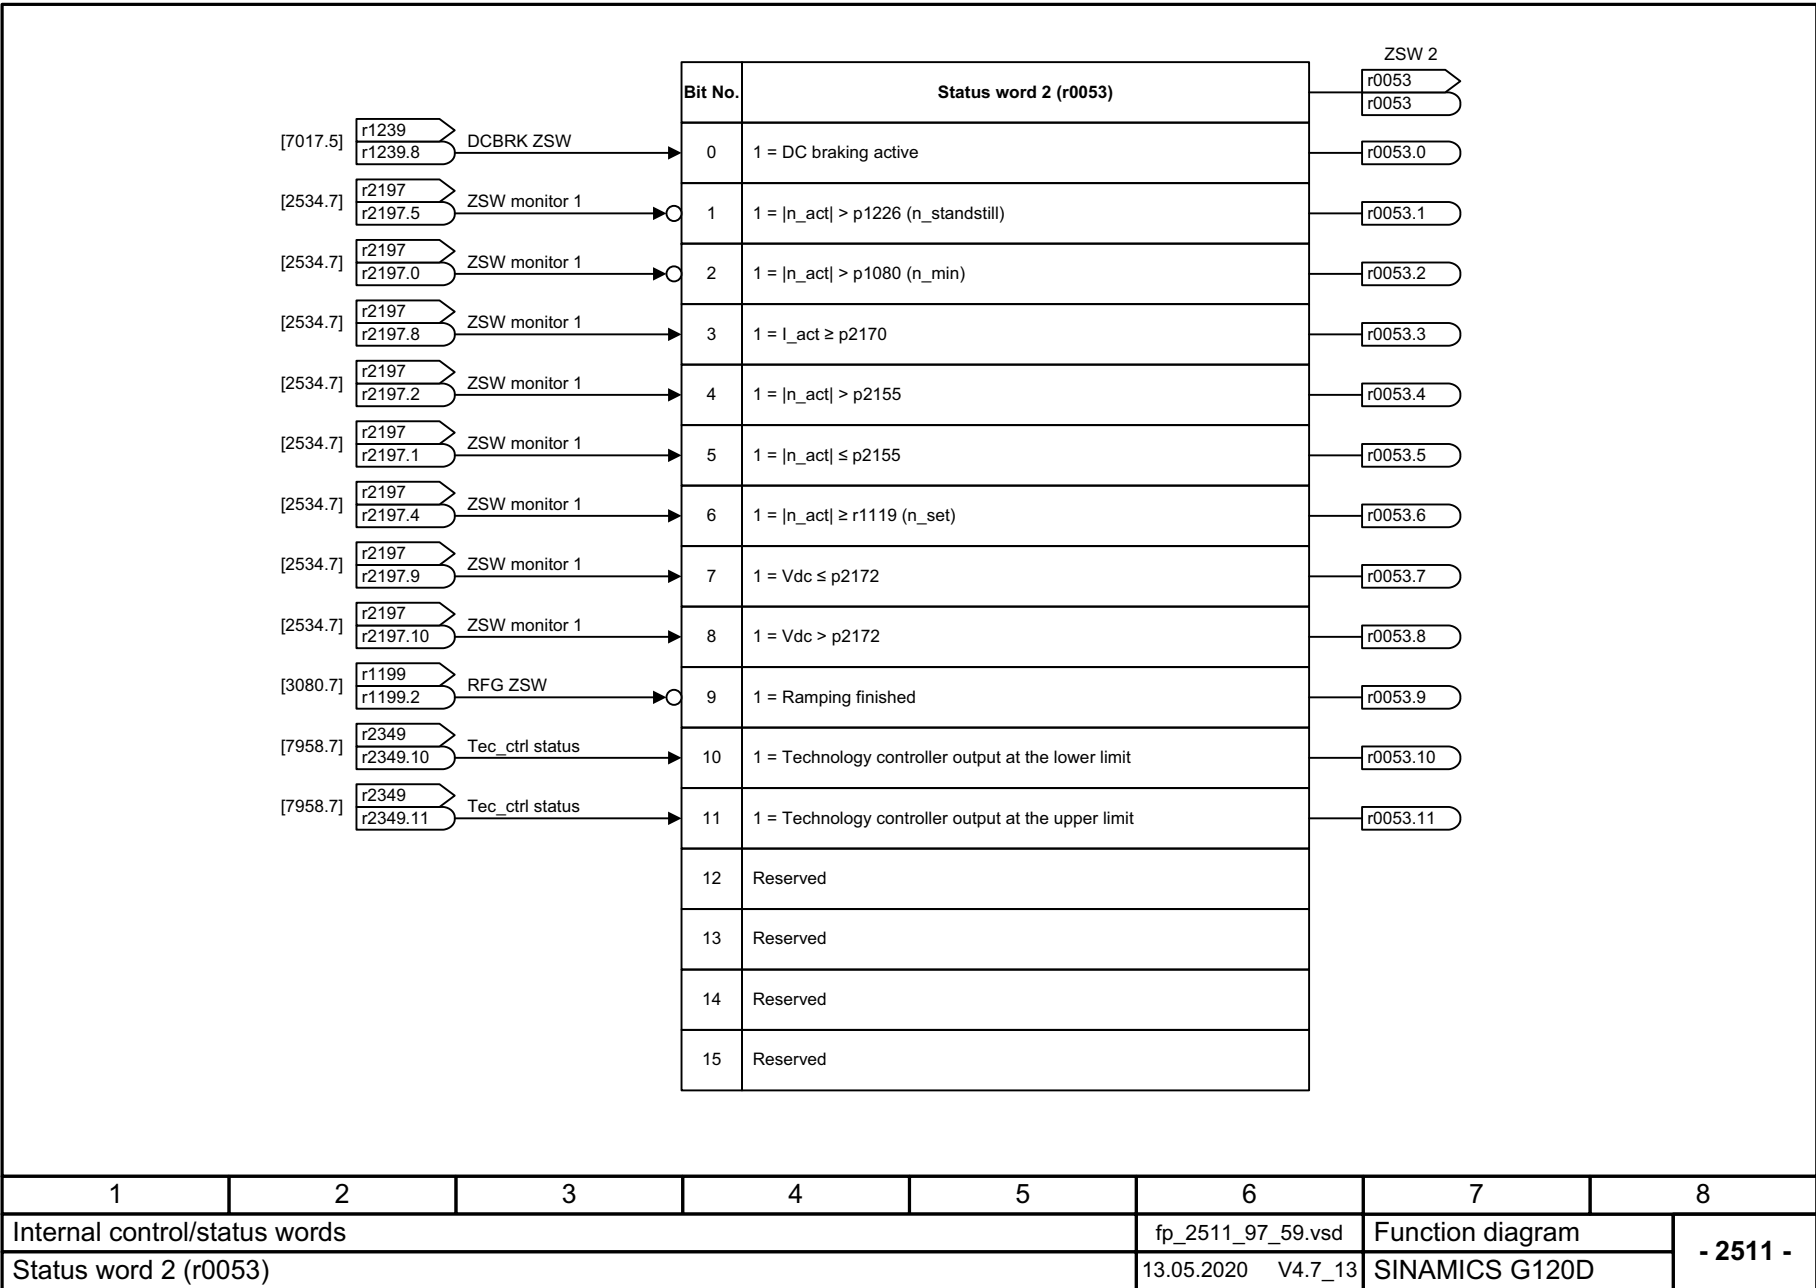 ZSW 2
Bit No. Status word 2 (r0053) r0053
r0053
[7017.5] r1239 DCBRK ZSW
r1239.8 0 1 = DC braking active r0053.0
[2534.7] r2197 ZSW monitor 1
r2197.5 1 1 = |n_act| > p1226 (n_standstill) r0053.1
[2534.7] r2197 ZSW monitor 1
r2197.0 2 1 = |n_act| > p1080 (n_min) r0053.2
[2534.7] r2197 ZSW monitor 1
r2197.8 3 1 = I_act ≥ p2170 r0053.3
[2534.7] r2197 ZSW monitor 1
r2197.2 4 1 = |n_act| > p2155 r0053.4
[2534.7] r2197 ZSW monitor 1
r2197.1 5 1 = |n_act| ≤ p2155 r0053.5
[2534.7] r2197 ZSW monitor 1
r2197.4 6 1 = |n_act| ≥ r1119 (n_set) r0053.6
[2534.7] r2197 ZSW monitor 1
r2197.9 7 1 = Vdc ≤ p2172 r0053.7
[2534.7] r2197 ZSW monitor 1
r2197.10 8 1 = Vdc > p2172 r0053.8
[3080.7] r1199 RFG ZSW
r1199.2 9 1 = Ramping finished r0053.9
[7958.7] r2349 Tec_ctrl status
r2349.10 10 1 = Technology controller output at the lower limit r0053.10
[7958.7] r2349 Tec_ctrl status
r2349.11 11 1 = Technology controller output at the upper limit r0053.11
12 Reserved
13 Reserved
14 Reserved
15 Reserved
1 2 3 4 5 6 7 8
Internal control/status words fp_2511_97_59.vsd Function diagram
- 2511 -
Status word 2 (r0053) 13.05.2020 V4.7_13 SINAMICS G120D